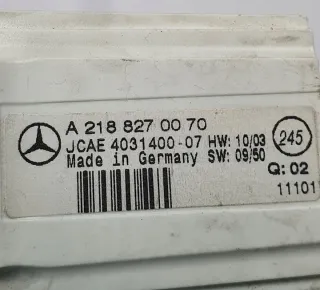 A 218 827 00 70
JCAE 4031400-07 HW: 10/03 245
Made in Germany SW: 09/50
Q: 02
11101